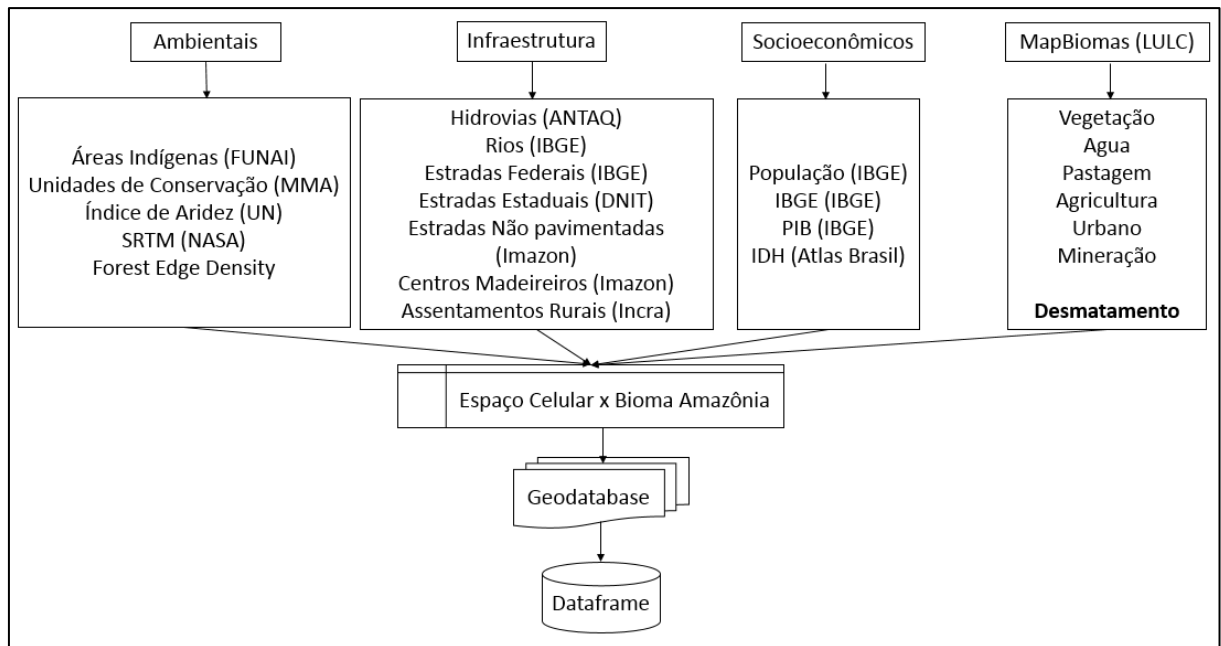 Ambientais
Infraestrutura
Socioeconômicos
MapBiomas (LULC)
Áreas Indígenas (FUNAI)
Unidades de Conservação (MMA)
Índice de Aridez (UN)
SRTM (NASA)
Forest Edge Density
Hidrovias (ANTAQ)
Rios (IBGE)
Estradas Federais (IBGE)
Estradas Estaduais (DNIT)
Estradas Não pavimentadas
(Imazon)
Centros Madeireiros (Imazon)
Assentamentos Rurais (Incra)
População (IBGE)
IBGE (IBGE)
PIB (IBGE)
IDH (Atlas Brasil)
Vegetação
Agua
Pastagem
Agricultura
Urbano
Mineração
Desmatamento
Espaço Celular x Bioma Amazônia
Geodatabase
Dataframe